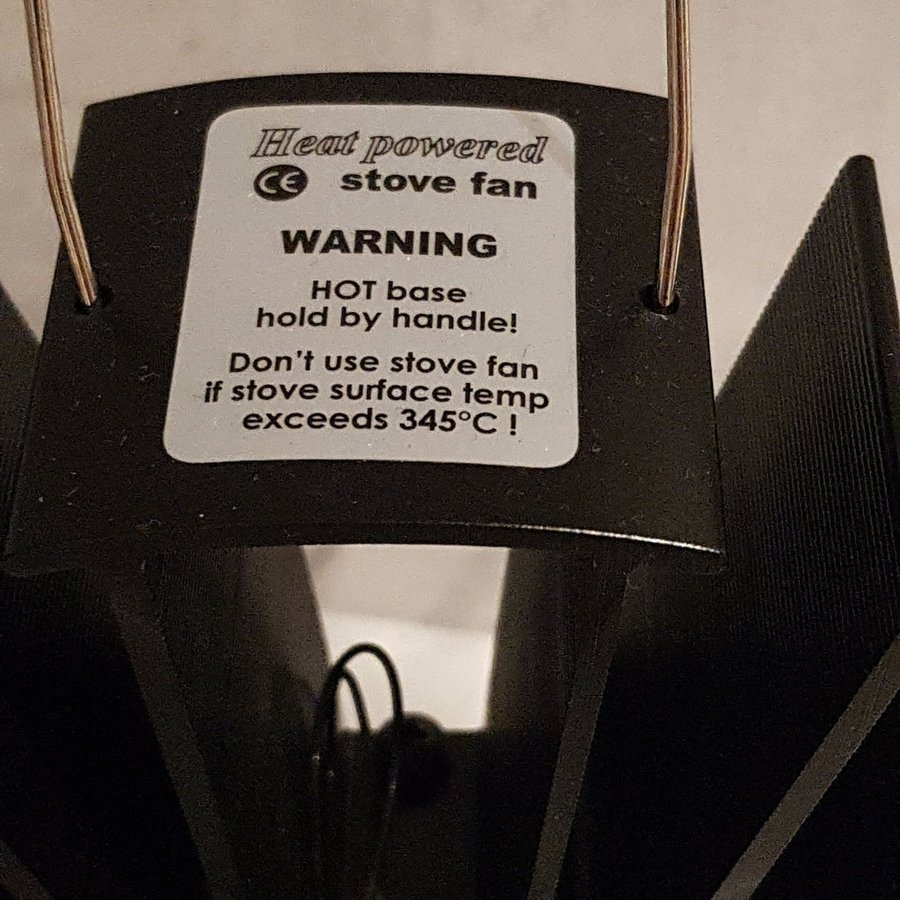 Heat powered
CE stove fan
WARNING
HOT base
hold by handle!
Don't use stove fan
if stove surface temp
exceeds 345°C !